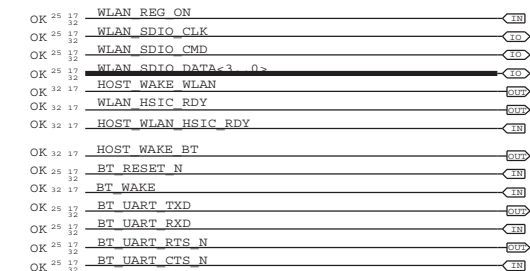 OK 25 17 32 WLAN_REG_ON IN
OK 25 17 32 WLAN_SDIO_CLK IO
OK 25 17 32 WLAN_SDIO_CMD IO
OK 25 17 32 WLAN_SDIO_DATA<3..0> IO
OK 32 17 HOST_WAKE_WLAN OUT
OK 32 17 WLAN_HSIC_RDY OUT
OK 32 17 HOST_WLAN_HSIC_RDY IN
OK 32 17 HOST_WAKE_BT OUT
OK 25 17 32 BT_RESET_N IN
OK 32 17 BT_WAKE IN
OK 25 17 32 BT_UART_TXD OUT
OK 25 17 32 BT_UART_RXD IN
OK 25 17 32 BT_UART_RTS_N OUT
OK 25 17 32 BT_UART_CTS_N IN